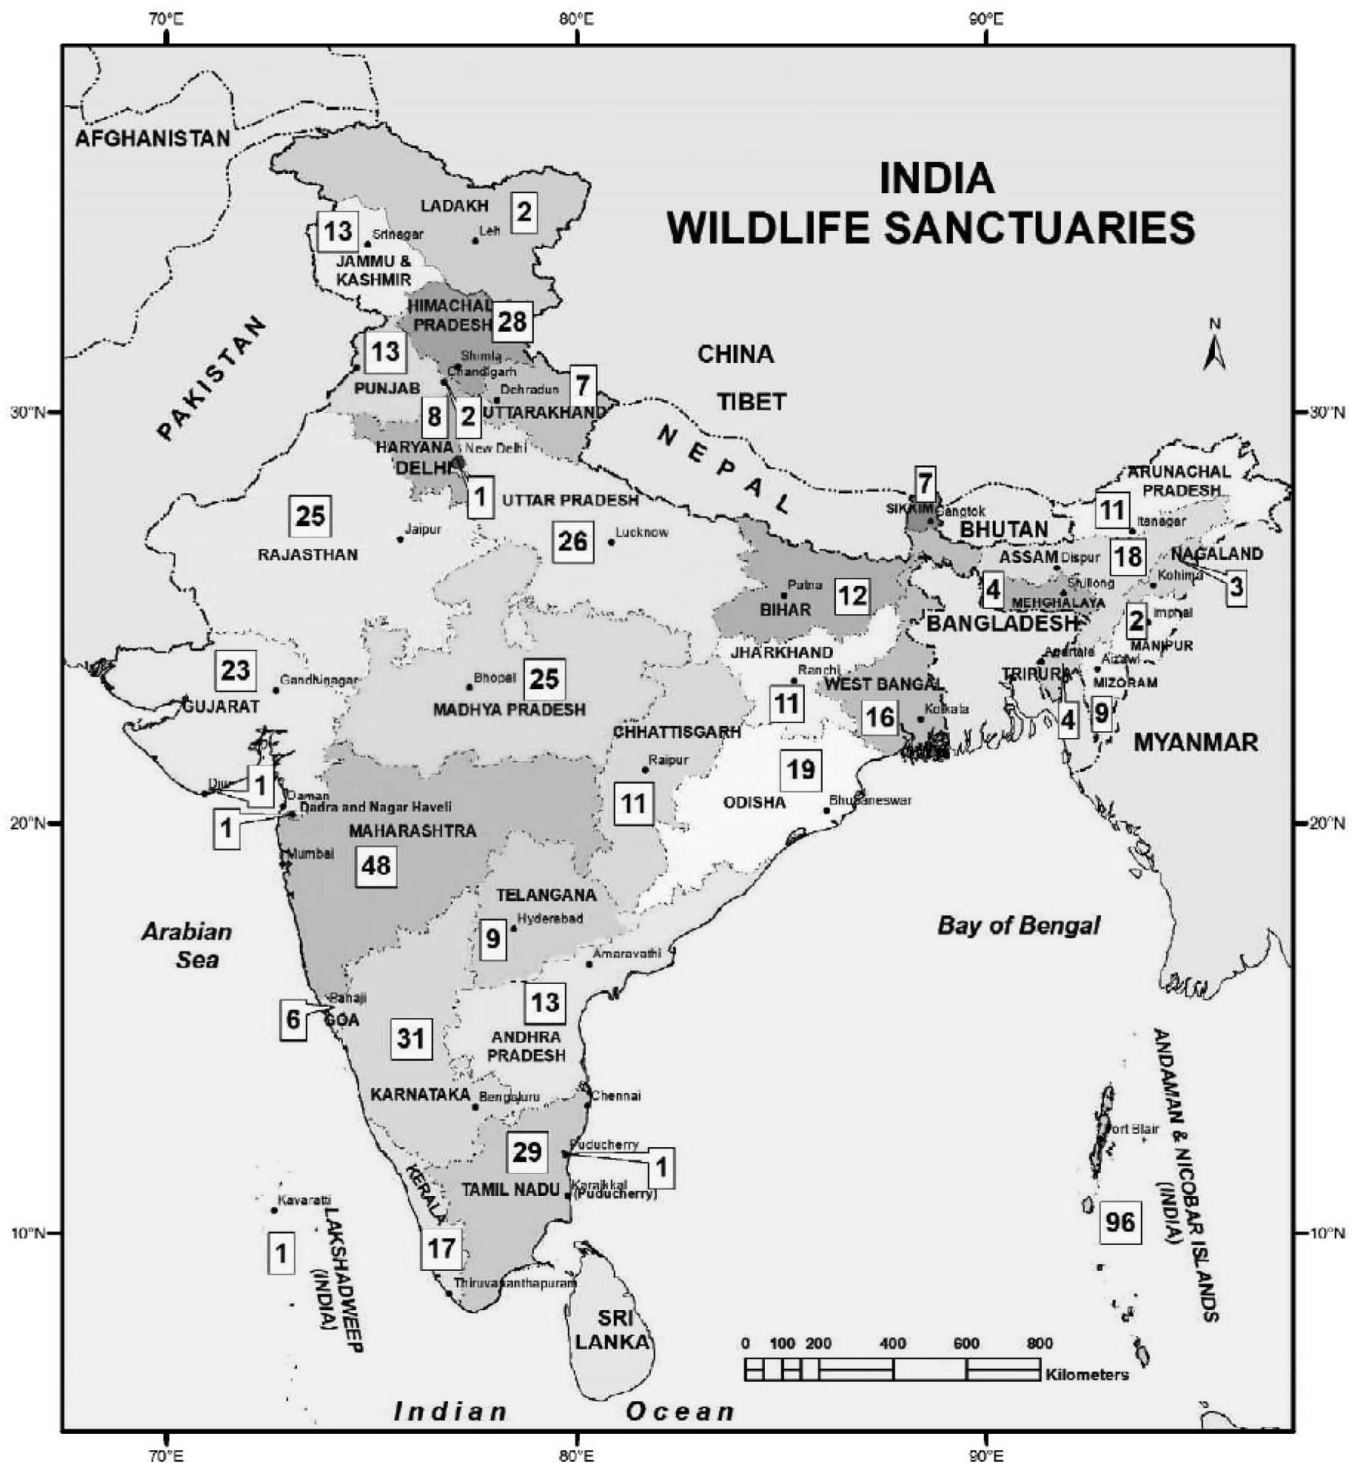 70°E 80°E 90°E
AFGHANISTAN
INDIA
WILDLIFE SANCTUARIES
LADAKH 2
Leh
13
Srinagar
JAMMU &
KASHMIR
HIMACHAL
PRADESH 28
N
PAKISTAN
CHINA
TIBET
13
PUNJAB
Shimla
Chandigarh
Dehradun
7
UTTARAKHAND
8 2
30°N 30°N
NEPAL
HARYANA
DELHI
New Delhi
1
UTTAR PRADESH
26
Lucknow
25
RAJASTHAN
Jaipur
7
SIKKIM
Gangtok
BHUTAN
ARUNACHAL
PRADESH
11
Itanagar
ASSAM
Dispur
18
NAGALAND
Kohima
3
4
Shillong
MEHGHALAYA
2
Imphal
MANIPUR
BANGLADESH
Patna
BIHAR
12
JHARKHAND
Ranchi
11
WEST BANGAL
16
Kolkata
Agartala
TRIPURA
4
Aizawl
MIZORAM
9
MYANMAR
23
GUJARAT
Gandhinagar
Bhopal
25
MADHYA PRADESH
CHHATTISGARH
Raipur
11
19
ODISHA
Bhubaneswar
Diu
1
Daman
Dadra and Nagar Haveli
1
20°N 20°N
MAHARASHTRA
Mumbai
48
TELANGANA
Hyderabad
9
Arabian
Sea
Bay of Bengal
Amaravathi
13
ANDHRA
PRADESH
Panaji
GOA
6
31
KARNATAKA
Bengaluru
Chennai
29
Puducherry
1
TAMIL NADU
Karaikkal
(Puducherry)
KERALA
17
Thiruvananthapuram
Kavaratti
1
LAKSHADWEEP
(INDIA)
Port Blair
96
ANDAMAN & NICOBAR ISLANDS
(INDIA)
10°N 10°N
SRI
LANKA
0 100 200 400 600 800
Kilometers
Indian Ocean
70°E 80°E 90°E